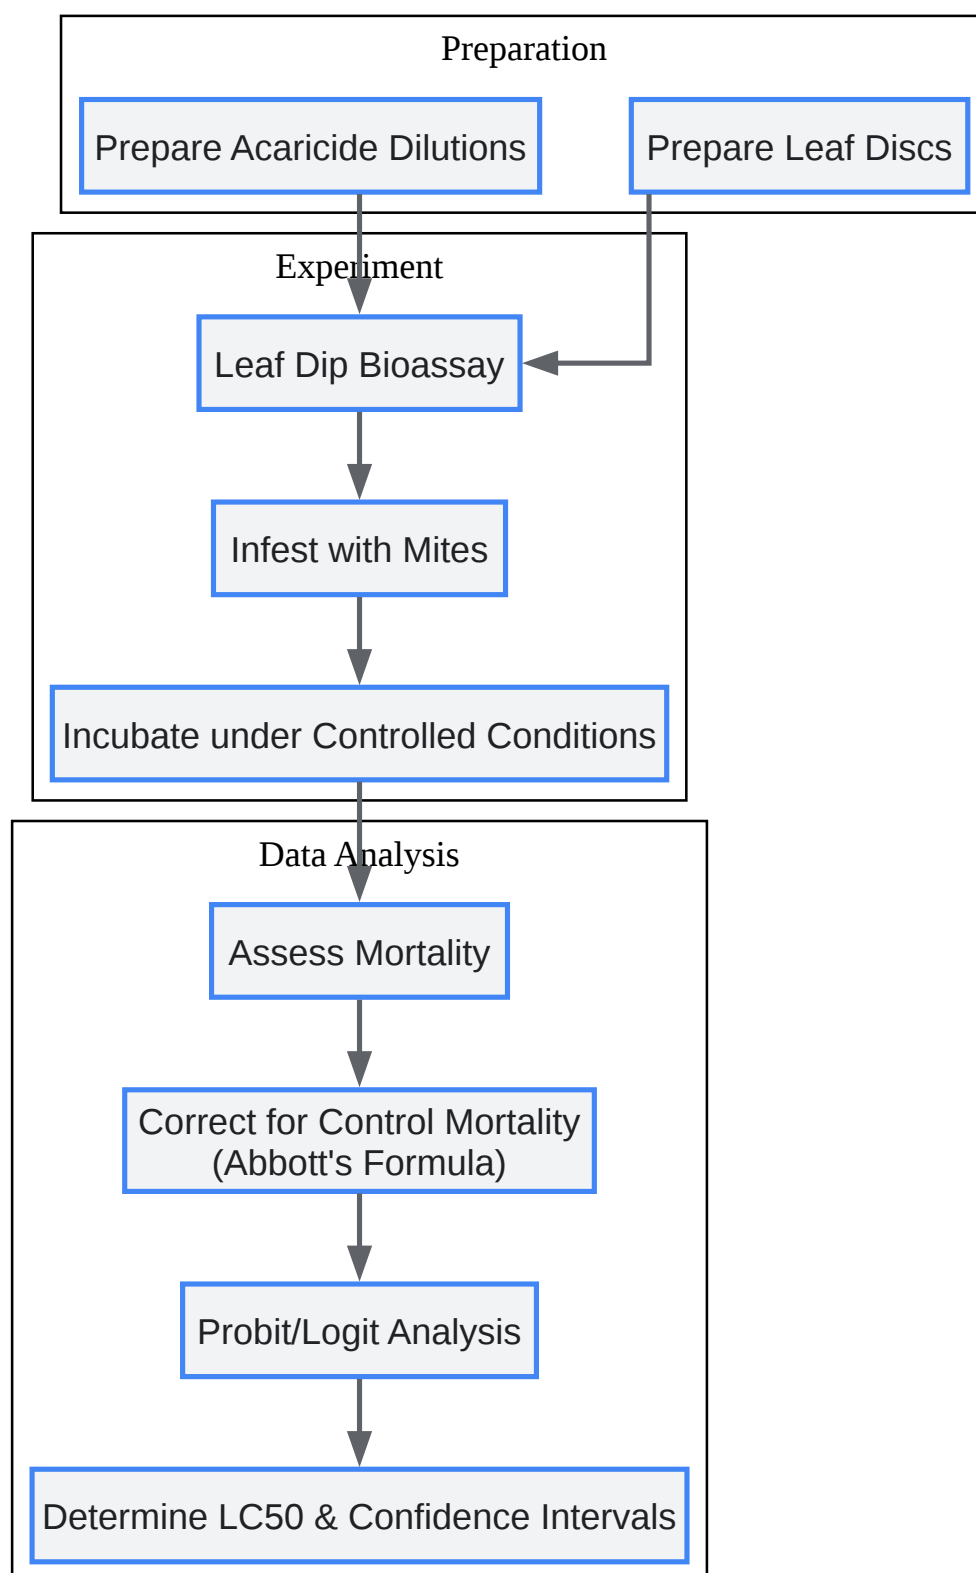 Preparation
Prepare Acaricide Dilutions
Prepare Leaf Discs
Experiment
Leaf Dip Bioassay
Infest with Mites
Incubate under Controlled Conditions
Data Analysis
Assess Mortality
Correct for Control Mortality
(Abbott's Formula)
Probit/Logit Analysis
Determine LC50 & Confidence Intervals